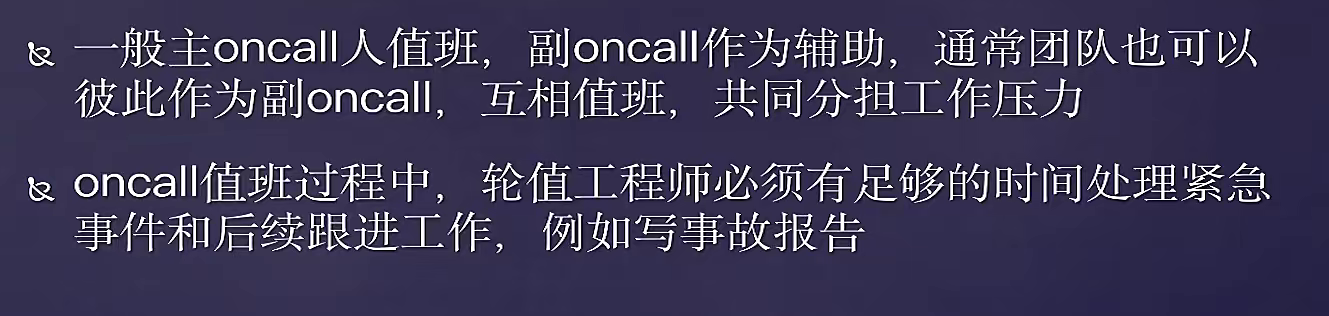 一般主oncall人值班，副oncall作为辅助，通常团队也可以
彼此作为副oncall，互相值班，共同分担工作压力
oncall值班过程中，轮值工程师必须有足够的时间处理紧急
事件和后续跟进工作，例如写事故报告